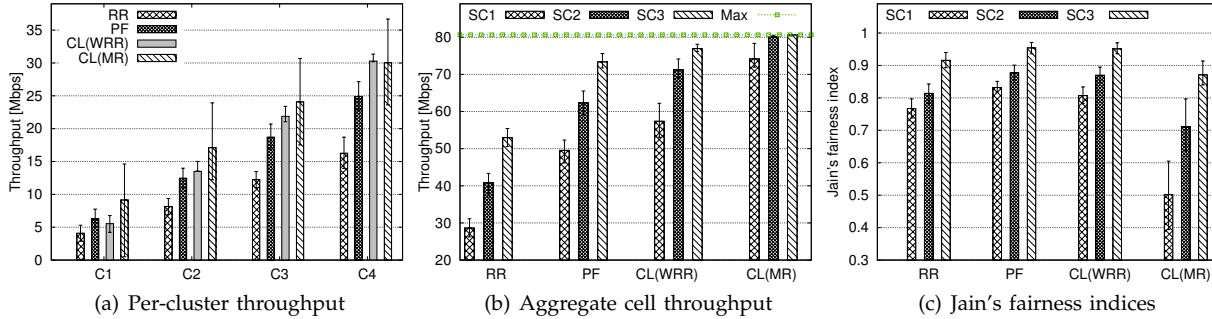 RR
PF
CL(WRR)
CL(MR)
Throughput [Mbps]
35
30
25
20
15
10
5
0
C1 C2 C3 C4
(a) Per-cluster throughput
SC1 SC2 SC3 Max
Throughput [Mbps]
80
70
60
50
40
30
20
RR PF CL(WRR) CL(MR)
(b) Aggregate cell throughput
SC1 SC2 SC3
Jain's fairness index
1
0.9
0.8
0.7
0.6
0.5
0.4
0.3
RR PF CL(WRR) CL(MR)
(c) Jain's fairness indices